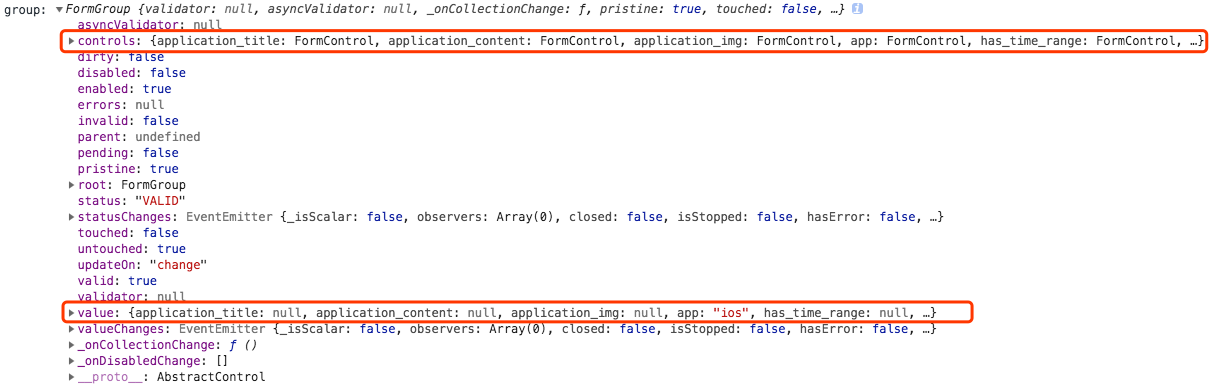 group: ▼FormGroup {validator: null, asyncValidator: null, _onCollectionChange: ƒ, pristine: true, touched: false, …} i
asyncValidator: null
▶controls: {application_title: FormControl, application_content: FormControl, application_img: FormControl, app: FormControl, has_time_range: FormControl, …}
dirty: false
disabled: false
enabled: true
errors: null
invalid: false
parent: undefined
pending: false
pristine: true
▶root: FormGroup
status: "VALID"
▶statusChanges: EventEmitter {_isScalar: false, observers: Array(0), closed: false, isStopped: false, hasError: false, …}
touched: false
untouched: true
updateOn: "change"
valid: true
validator: null
▶value: {application_title: null, application_content: null, application_img: null, app: "ios", has_time_range: null, …}
▶valueChanges: EventEmitter {_isScalar: false, observers: Array(0), closed: false, isStopped: false, hasError: false, …}
▶_onCollectionChange: ƒ ()
▶_onDisabledChange: []
▶__proto__: AbstractControl